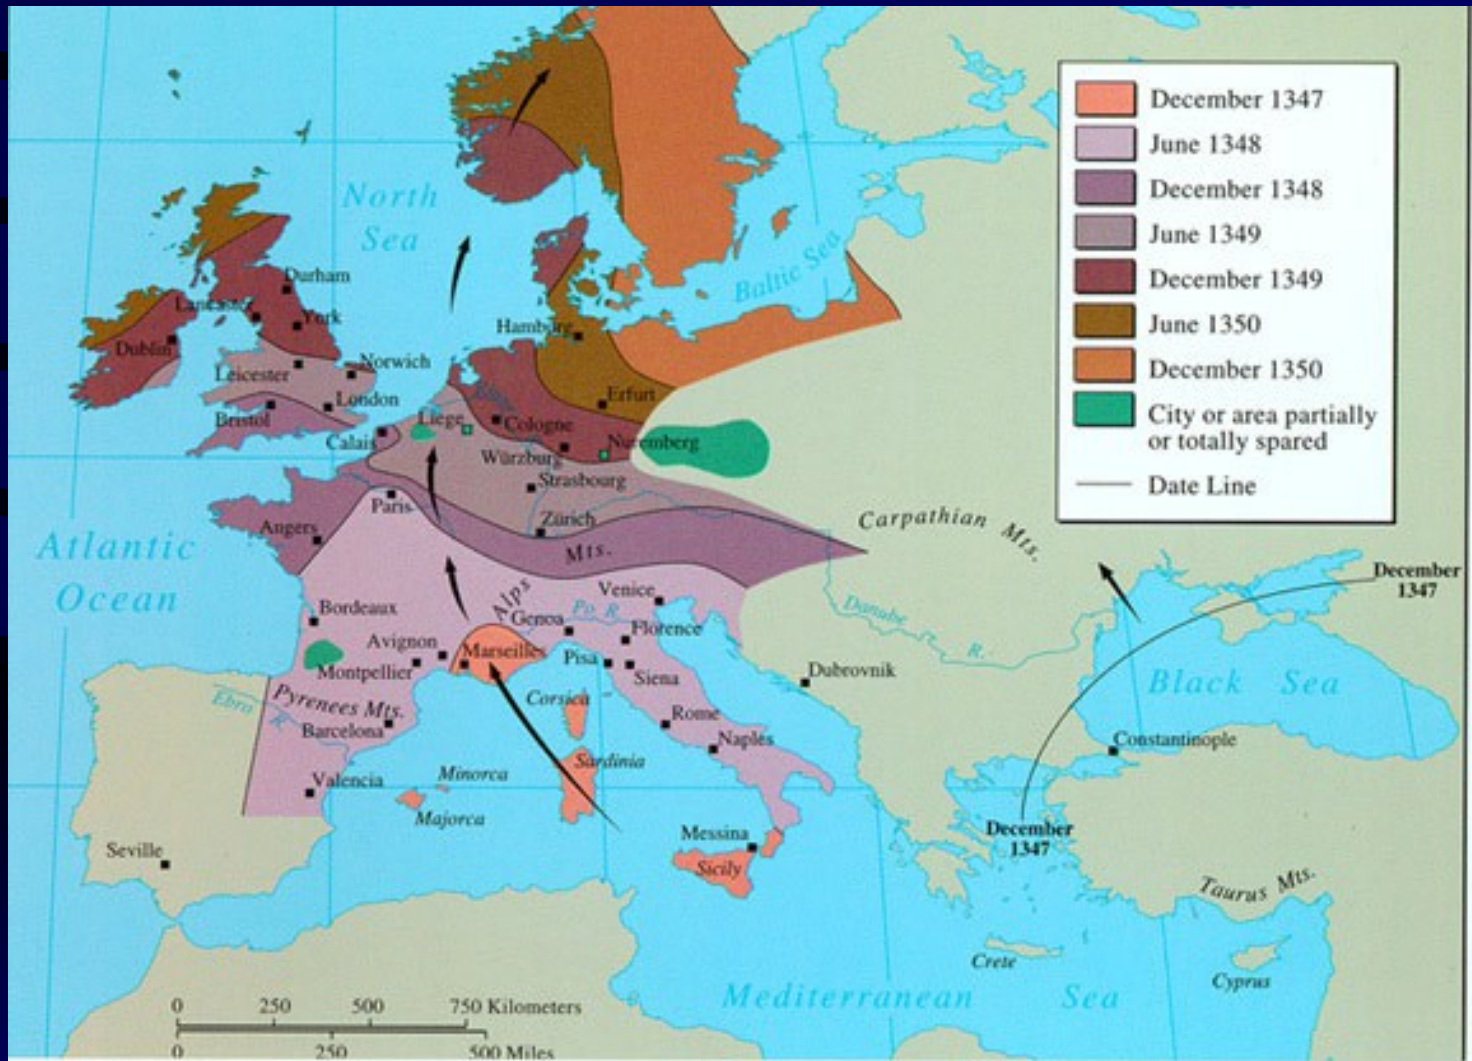 December 1347
June 1348
December 1348
June 1349
December 1349
June 1350
December 1350
City or area partially
or totally spared
Date Line
North
Sea
Baltic Sea
Durham
Lancaster
York
Dublin
Hamborg
Norwich
Leicester
London
Bristol
Liege
Cologne
Erfurt
Calais
Würzburg
Nuremberg
Strasbourg
Paris
Zürich
Angers
Mts.
Carpathian Mts.
Atlantic
Ocean
Alps
Venice
December
1347
Bordeaux
Genoa
Po R.
Danube
R.
Avignon
Florence
Marseilles
Pisa
Montpellier
Siena
Dubrovnik
Black Sea
Pyrenees Mts.
Ebro R.
Corsica
Rome
Barcelona
Naples
Constantinople
Sardinia
Minorca
Valencia
Majorca
Messina
December
1347
Seville
Sicily
Taurus Mts.
Crete
Cyprus
Mediterranean Sea
0 250 500 750 Kilometers
0 250 500 Miles